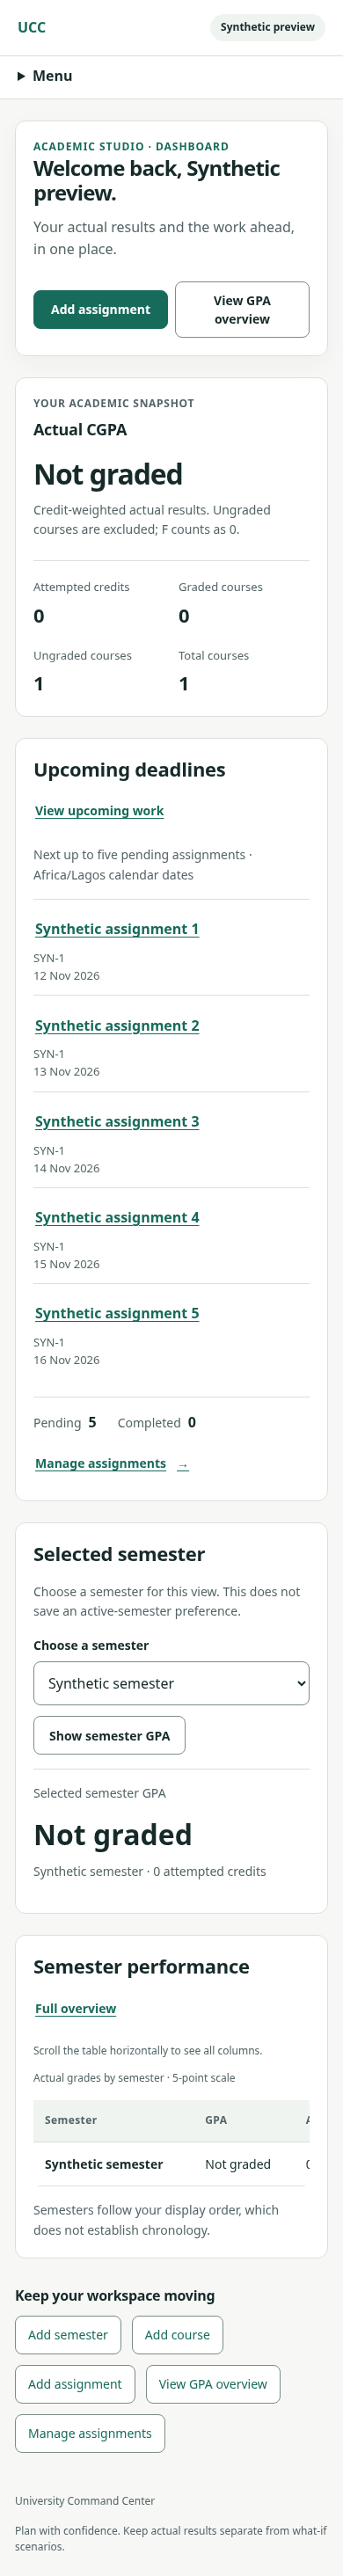 UCC
Synthetic preview
▶ Menu
ACADEMIC STUDIO · DASHBOARD
Welcome back, Synthetic
preview.
Your actual results and the work ahead,
in one place.
Add assignment
View GPA
overview
YOUR ACADEMIC SNAPSHOT
Actual CGPA
Not graded
Credit-weighted actual results. Ungraded
courses are excluded; F counts as 0.
Attempted credits
Graded courses
0
0
Ungraded courses
Total courses
1
1
Upcoming deadlines
View upcoming work
Next up to five pending assignments ·
Africa/Lagos calendar dates
Synthetic assignment 1
SYN-1
12 Nov 2026
Synthetic assignment 2
SYN-1
13 Nov 2026
Synthetic assignment 3
SYN-1
14 Nov 2026
Synthetic assignment 4
SYN-1
15 Nov 2026
Synthetic assignment 5
SYN-1
16 Nov 2026
Pending 5 Completed 0
Manage assignments →
Selected semester
Choose a semester for this view. This does not
save an active-semester preference.
Choose a semester
Synthetic semester
Show semester GPA
Selected semester GPA
Not graded
Synthetic semester · 0 attempted credits
Semester performance
Full overview
Scroll the table horizontally to see all columns.
Actual grades by semester · 5-point scale
Semester GPA
Synthetic semester Not graded
Semesters follow your display order, which
does not establish chronology.
Keep your workspace moving
Add semester
Add course
Add assignment
View GPA overview
Manage assignments
University Command Center
Plan with confidence. Keep actual results separate from what-if
scenarios.